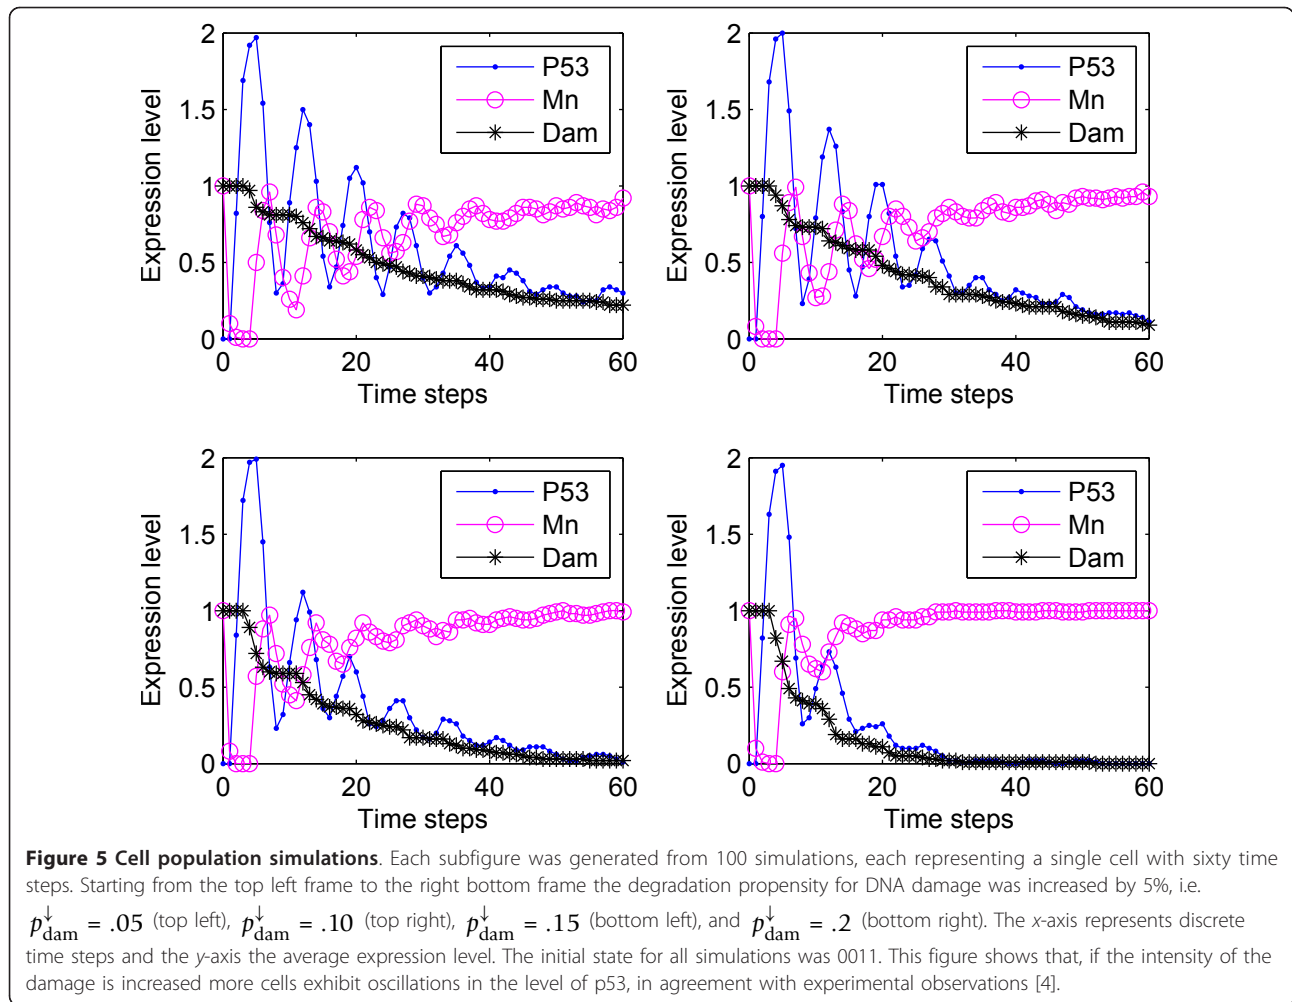 2
1.5
1
0.5
0
Expression level
P53
Mn
Dam
0 20 40 60
Time steps
2
1.5
1
0.5
0
Expression level
P53
Mn
Dam
0 20 40 60
Time steps
2
1.5
1
0.5
0
Expression level
P53
Mn
Dam
0 20 40 60
Time steps
2
1.5
1
0.5
0
Expression level
P53
Mn
Dam
0 20 40 60
Time steps
Figure 5 Cell population simulations. Each subfigure was generated from 100 simulations, each representing a single cell with sixty time
steps. Starting from the top left frame to the right bottom frame the degradation propensity for DNA damage was increased by 5%, i.e.
p↓dam = .05 (top left), p↓dam = .10 (top right), p↓dam = .15 (bottom left), and p↓dam = .2 (bottom right). The x-axis represents discrete
time steps and the y-axis the average expression level. The initial state for all simulations was 0011. This figure shows that, if the intensity of the
damage is increased more cells exhibit oscillations in the level of p53, in agreement with experimental observations [4].